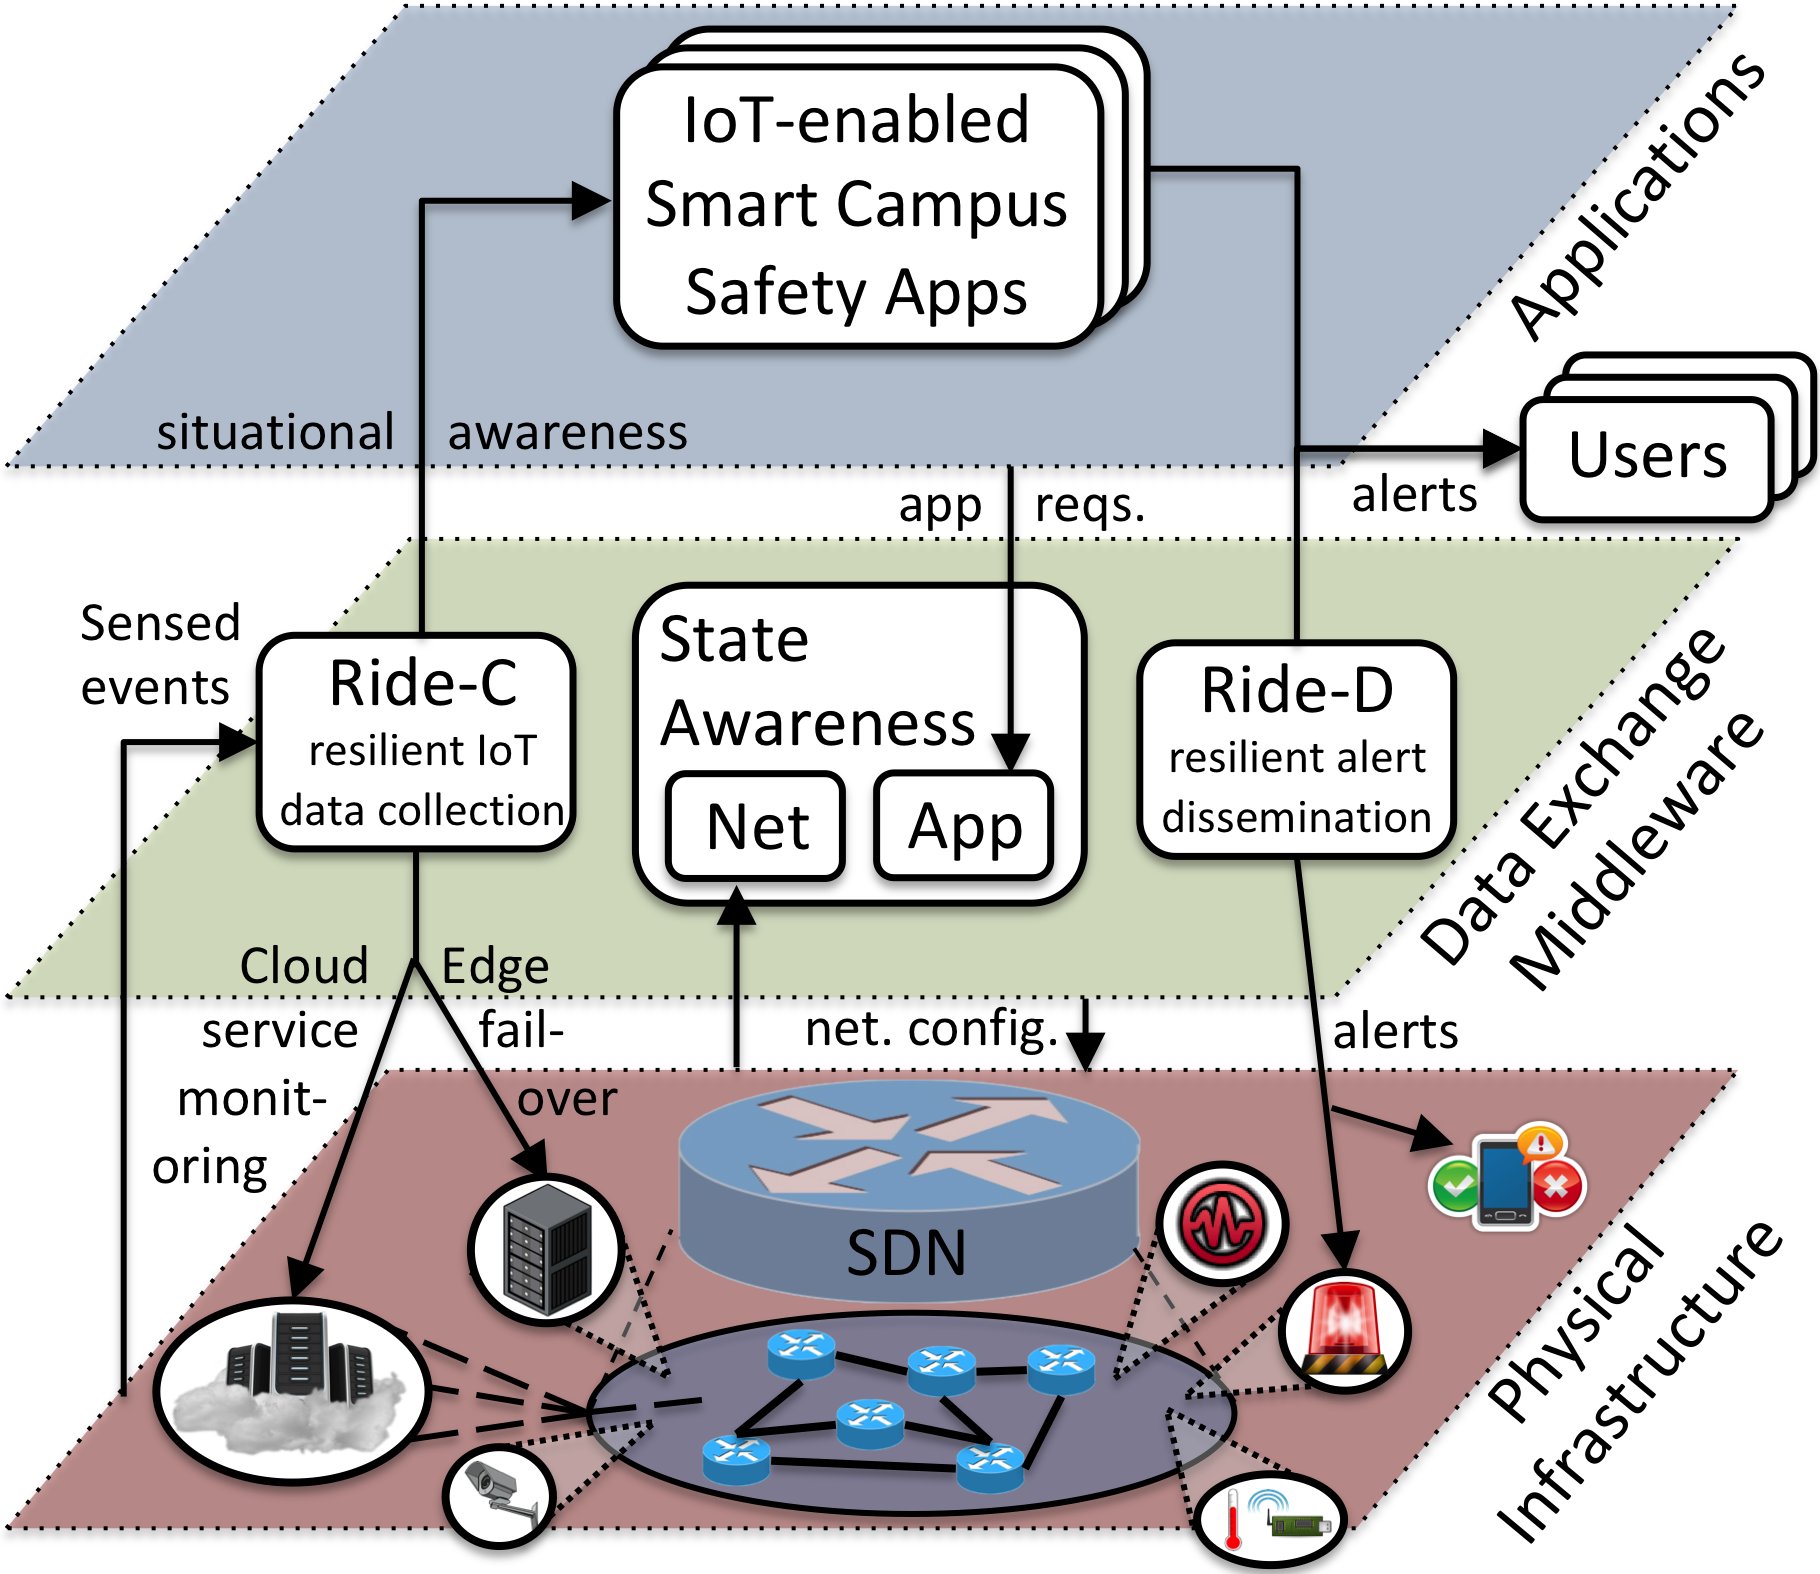 IoT-enabled
Smart Campus
Safety Apps
Applications
situational awareness
Users
alerts
app reqs.
Sensed
events
Ride-C
resilient IoT
data collection
State
Awareness
Net
App
Ride-D
resilient alert
dissemination
Data Exchange
Middleware
Cloud
service
monit-
oring
Edge
fail-
over
net. config.
alerts
SDN
Physical
Infrastructure